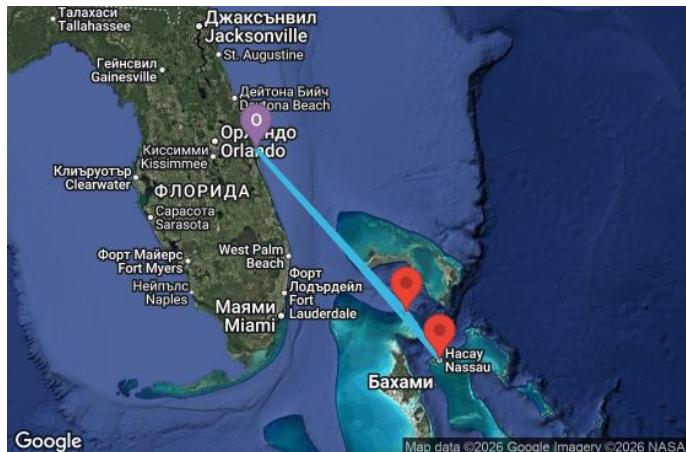 Талахаси
Tallahassee
Джаксънвил
Jacksonville
St. Augustine
Гейнсвил
Gainesville
Дейтона Бийч
Daytona Beach
O
Орландо
Orlando
Киссимми
Kissimmee
Клиъруотър
Clearwater
ФЛОРИДА
Сарасота
Sarasota
West Palm
Beach
Форт Майерс
Fort Myers
Форт
Лодърдейл
Fort
Lauderdale
Нейпълс
Naples
Маями
Miami
Насау
Nassau
Бахами
Google
Map data ©2026 Google Imagery ©2026 NASA